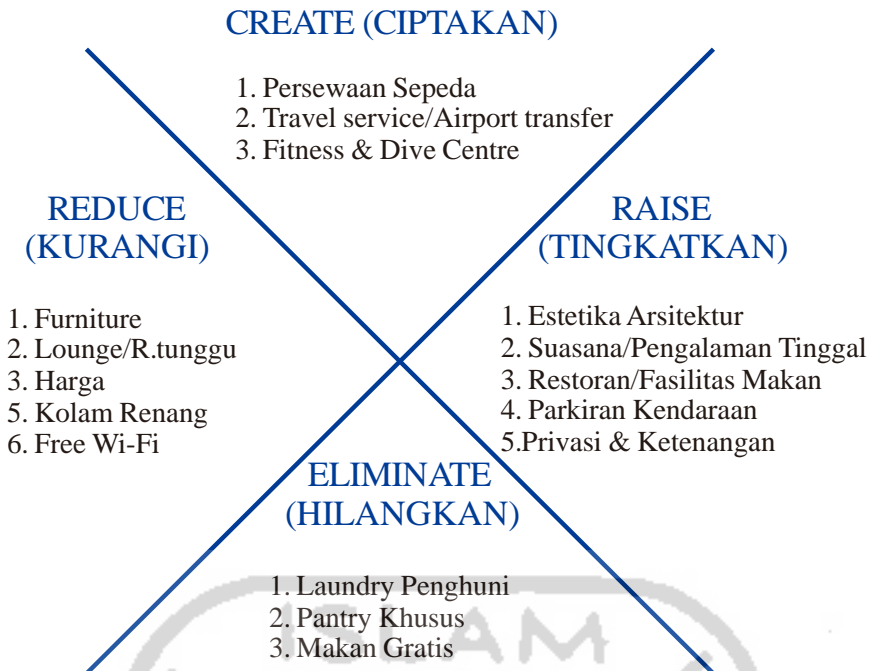 CREATE (CIPTAKAN)
1. Persewaan Sepeda
2. Travel service/Airport transfer
3. Fitness & Dive Centre
REDUCE
(KURANGI)
1. Furniture
2. Lounge/R.tunggu
3. Harga
5. Kolam Renang
6. Free Wi-Fi
RAISE
(TINGKATKAN)
1. Estetika Arsitektur
2. Suasana/Pengalaman Tinggal
3. Restoran/Fasilitas Makan
4. Parkiran Kendaraan
5.Privasi & Ketenangan
ELIMINATE
(HILANGKAN)
1. Laundry Penghuni
2. Pantry Khusus
3. Makan Gratis
ISLAM